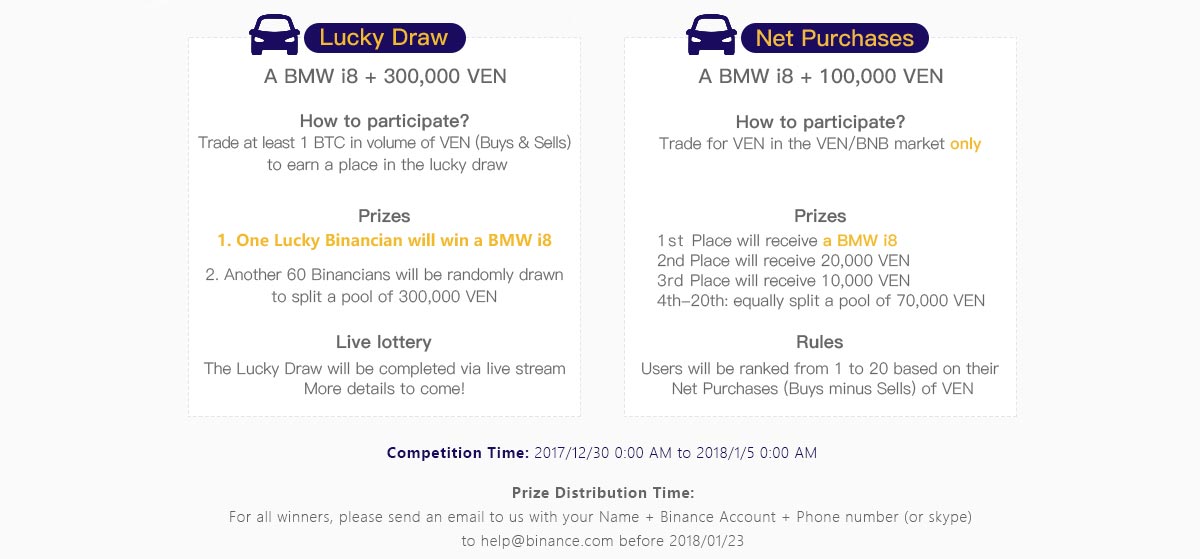 Lucky Draw
A BMW i8 + 300,000 VEN
How to participate?
Trade at least 1 BTC in volume of VEN (Buys & Sells)
to earn a place in the lucky draw
Prizes
1. One Lucky Binancian will win a BMW i8
2. Another 60 Binancians will be randomly drawn
to split a pool of 300,000 VEN
Live lottery
The Lucky Draw will be completed via live stream
More details to come!
Net Purchases
A BMW i8 + 100,000 VEN
How to participate?
Trade for VEN in the VEN/BNB market only
Prizes
1st Place will receive a BMW i8
2nd Place will receive 20,000 VEN
3rd Place will receive 10,000 VEN
4th–20th: equally split a pool of 70,000 VEN
Rules
Users will be ranked from 1 to 20 based on their
Net Purchases (Buys minus Sells) of VEN
Competition Time: 2017/12/30 0:00 AM to 2018/1/5 0:00 AM
Prize Distribution Time:
For all winners, please send an email to us with your Name + Binance Account + Phone number (or skype)
to help@binance.com before 2018/01/23